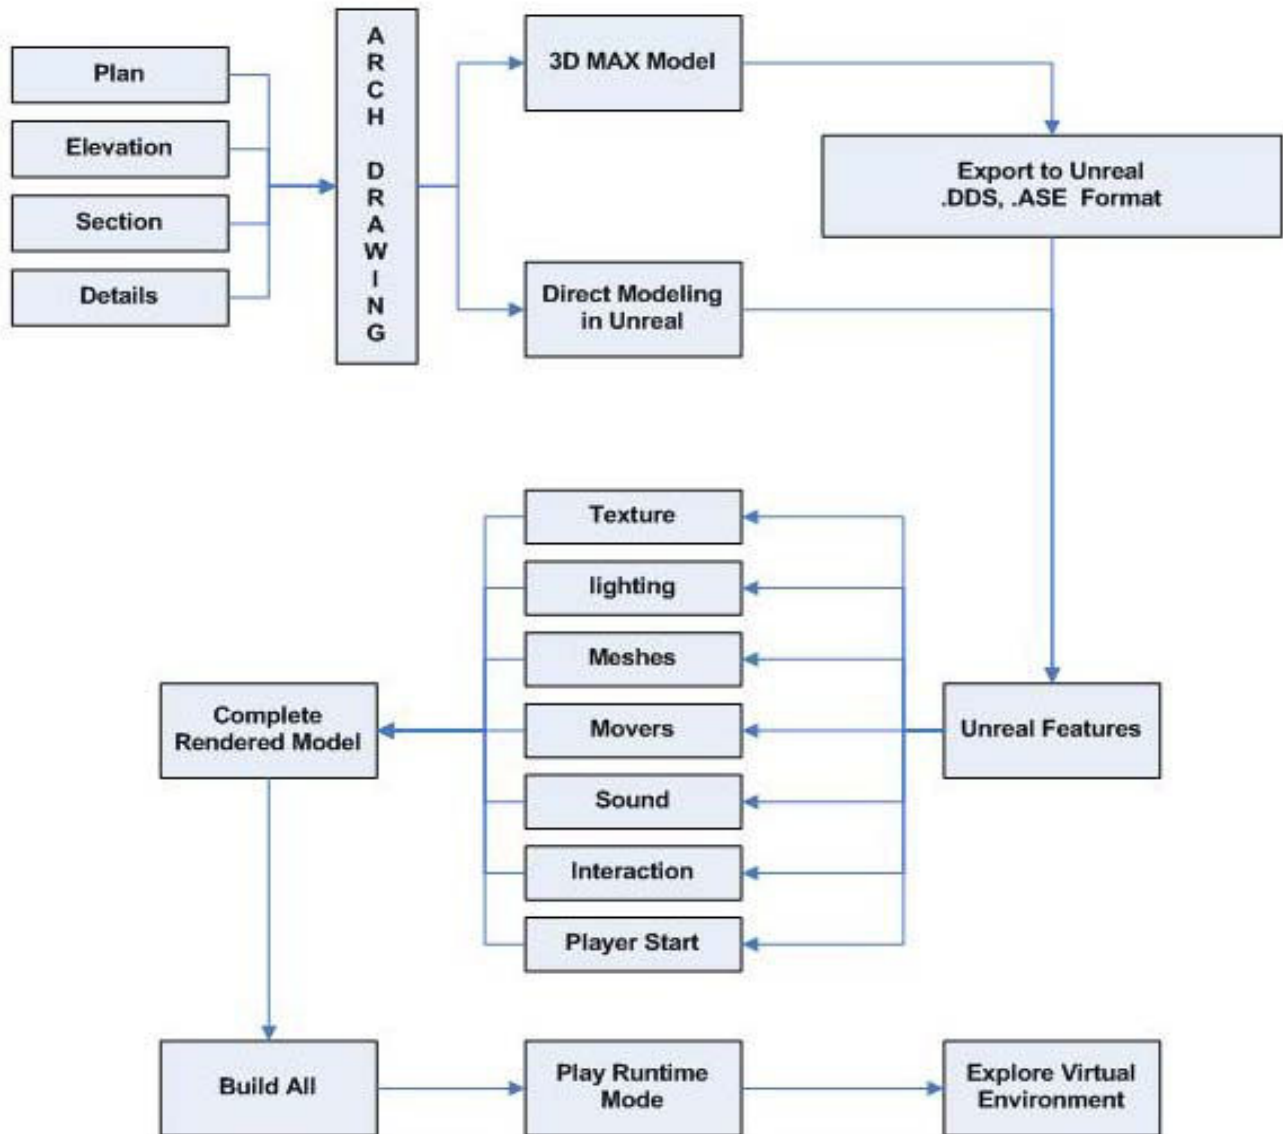 Plan
Elevation
Section
Details
ARCH DRAWING
3D MAX Model
Direct Modeling
in Unreal
Export to Unreal
.DDS, .ASE Format
Texture
lighting
Meshes
Movers
Sound
Interaction
Player Start
Unreal Features
Complete
Rendered Model
Build All
Play Runtime
Mode
Explore Virtual
Environment